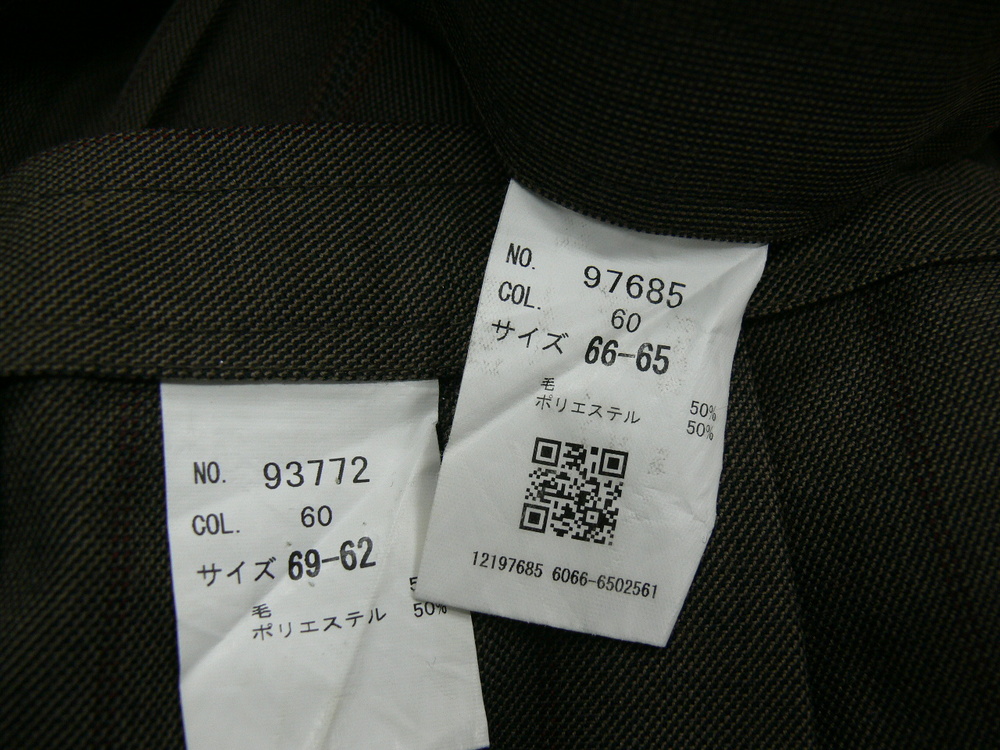 NO. 97685
COL. 60
サイズ 66-65
毛 50%
ポリエステル 50%
12197685 6066-6502561
NO. 93772
COL. 60
サイズ 69-62
毛
ポリエステル 50%